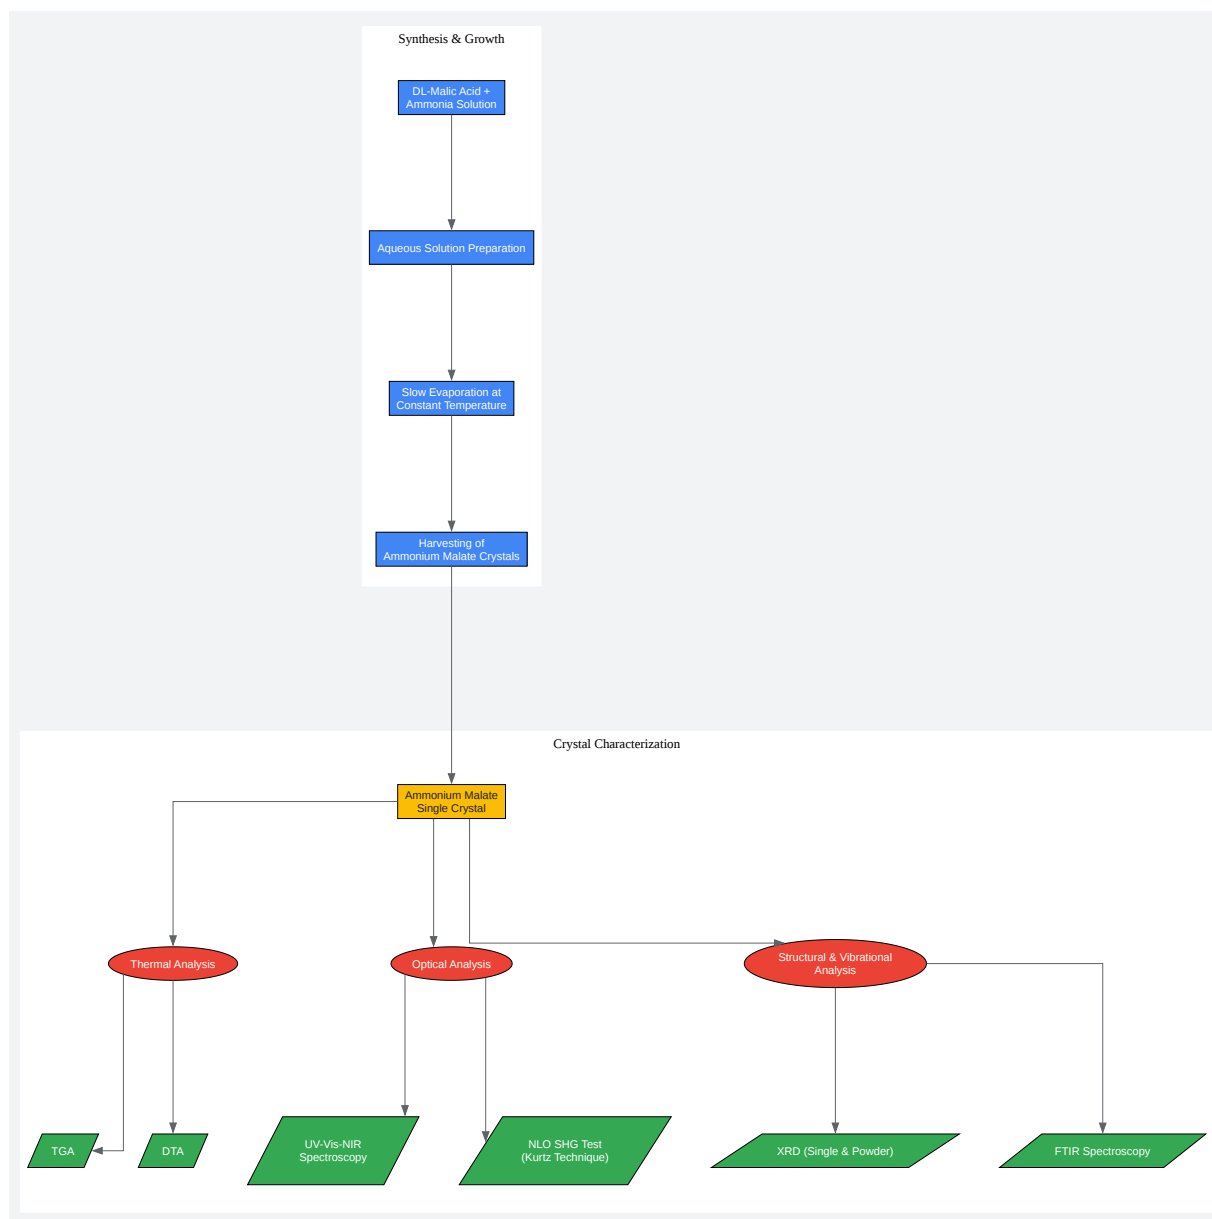 Synthesis & Growth
DL-Malic Acid +
Ammonia Solution
Aqueous Solution Preparation
Slow Evaporation at
Constant Temperature
Harvesting of
Ammonium Malate Crystals
Crystal Characterization
Ammonium Malate
Single Crystal
Thermal Analysis
Optical Analysis
Structural & Vibrational
Analysis
TGA
DTA
UV-Vis-NIR
Spectroscopy
NLO SHG Test
(Kurtz Technique)
XRD (Single & Powder)
FTIR Spectroscopy